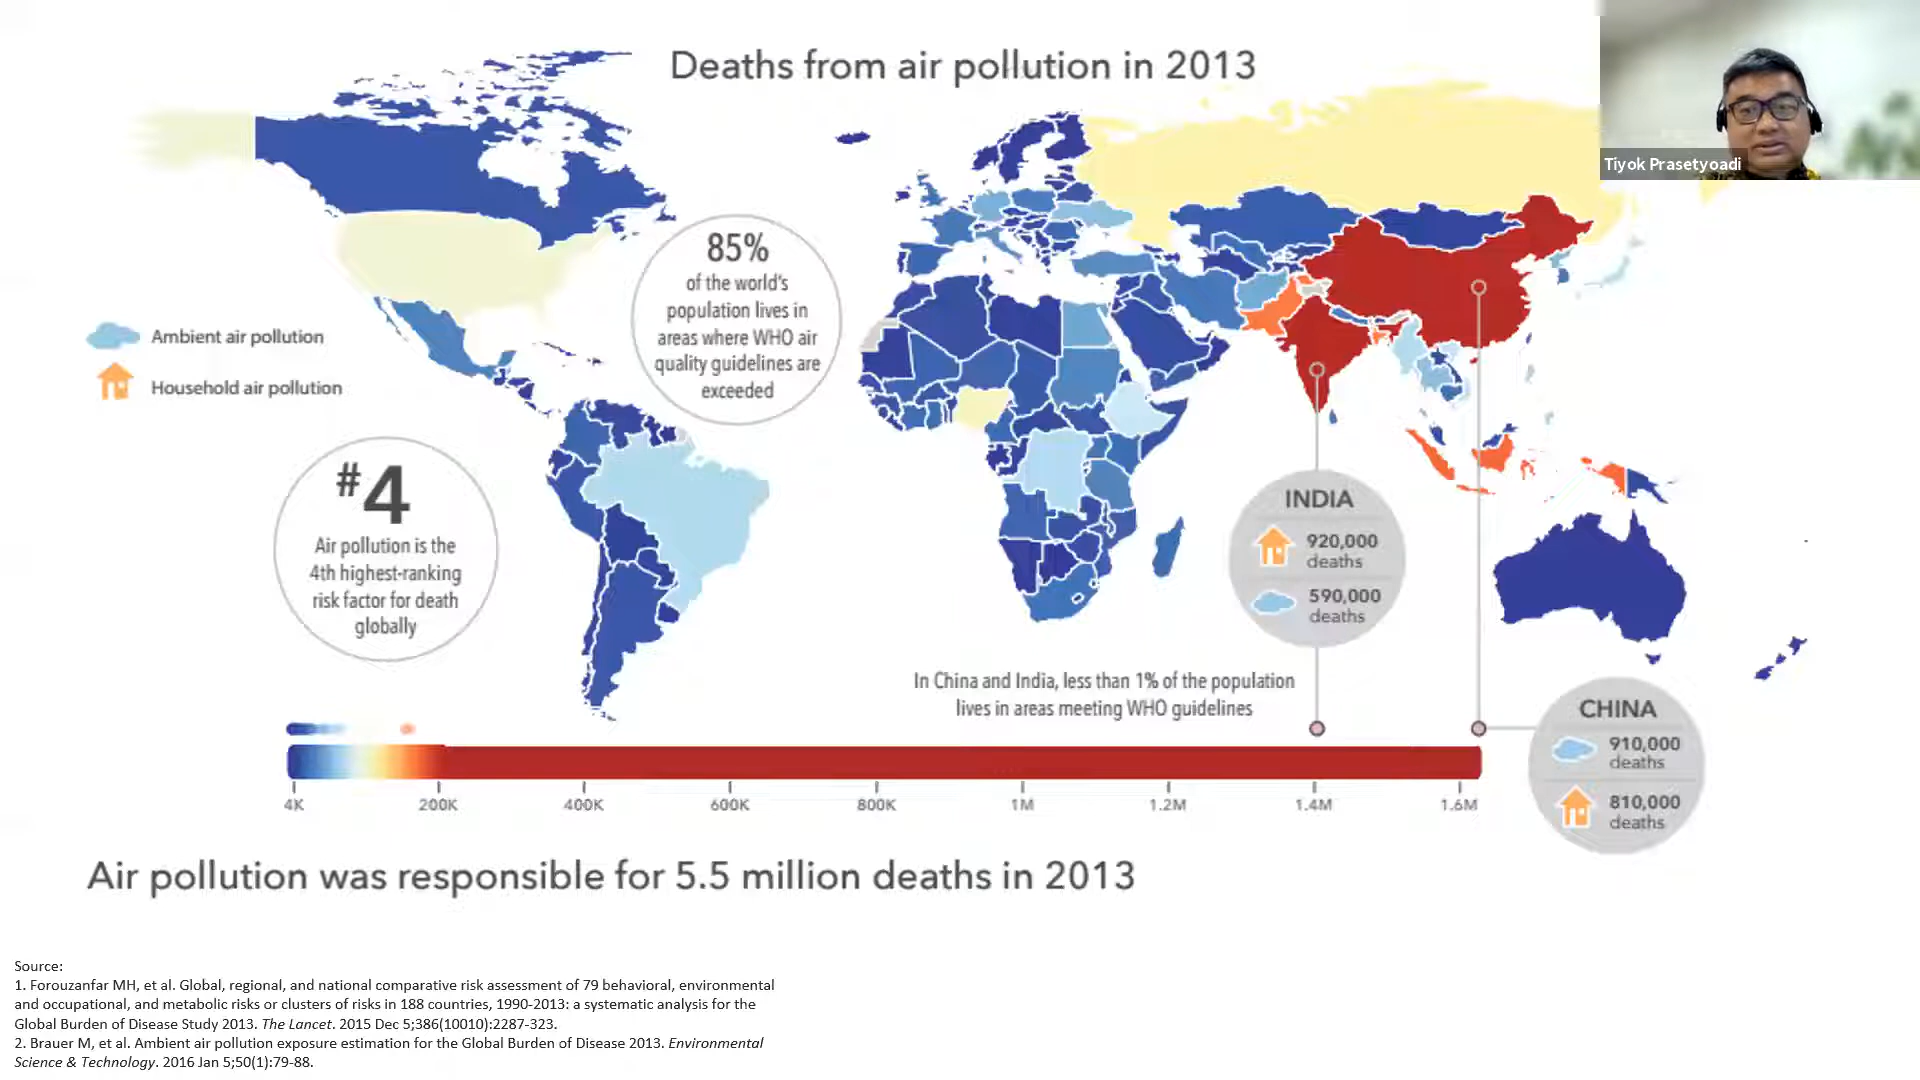 Deaths from air pollution in 2013
Tiyok Prasetyoadi
85%
of the world's
population lives in
areas where WHO air
quality guidelines are
exceeded
Ambient air pollution
Household air pollution
#4
Air pollution is the
4th highest-ranking
risk factor for death
globally
INDIA
920,000
deaths
590,000
deaths
In China and India, less than 1% of the population
lives in areas meeting WHO guidelines
CHINA
910,000
deaths
810,000
deaths
4K 200K 400K 600K 800K 1M 1.2M 1.4M 1.6M
Air pollution was responsible for 5.5 million deaths in 2013
Source:
1. Forouzanfar MH, et al. Global, regional, and national comparative risk assessment of 79 behavioral, environmental
and occupational, and metabolic risks or clusters of risks in 188 countries, 1990-2013: a systematic analysis for the
Global Burden of Disease Study 2013. The Lancet. 2015 Dec 5;386(10010):2287-323.
2. Brauer M, et al. Ambient air pollution exposure estimation for the Global Burden of Disease 2013. Environmental
Science & Technology. 2016 Jan 5;50(1):79-88.